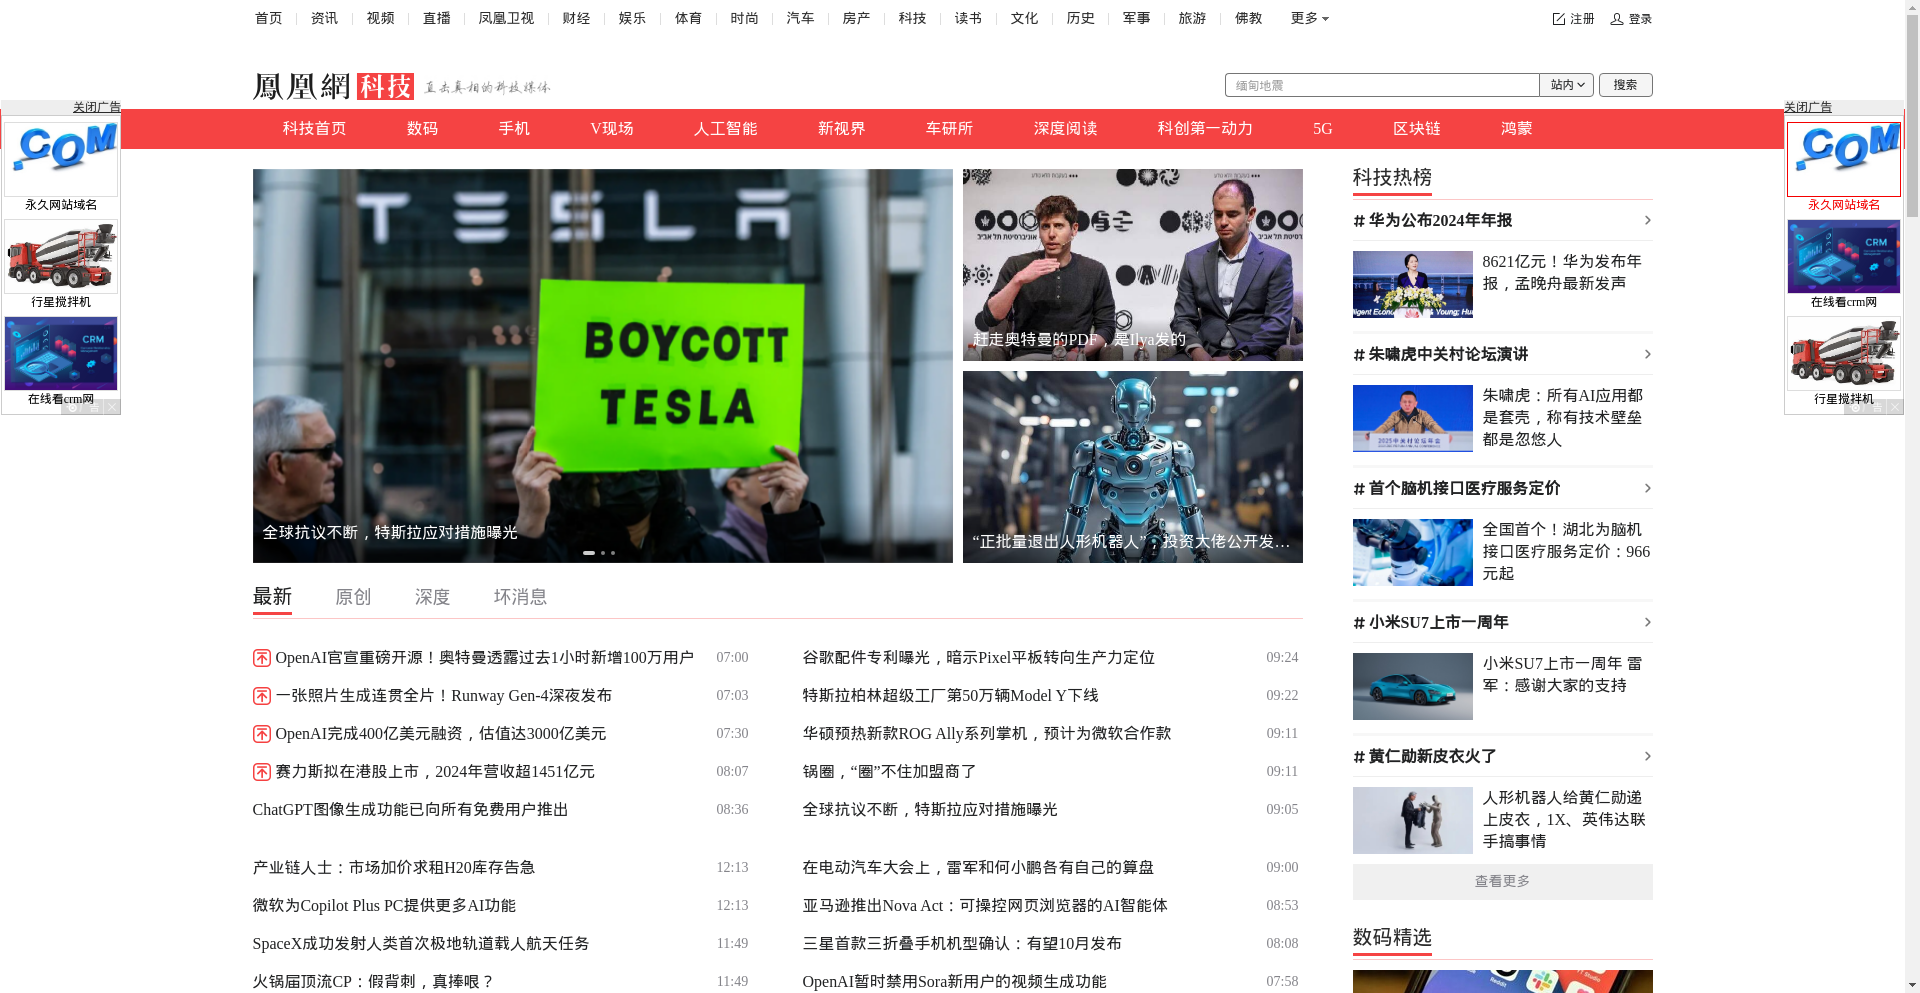 首页
资讯
视频
直播
凤凰卫视
财经
娱乐
体育
时尚
汽车
房产
科技
读书
文化
历史
军事
旅游
佛教
更多
注册
登录
鳳凰網 科技
直击真相的科技媒体
缅甸地震
站内
搜索
科技首页
数码
手机
V现场
人工智能
新视界
车研所
深度阅读
科创第一动力
5G
区块链
鸿蒙
关闭广告
COM
永久网站域名
行星搅拌机
CRM
在线看crm网
广告
关闭广告
COM
永久网站域名
CRM
在线看crm网
行星搅拌机
广告
TESLA
BOYCOTT
TESLA
全球抗议不断，特斯拉应对措施曝光
赶走奥特曼的PDF，是Ilya发的
“正批量退出人形机器人”，投资大佬公开发…
最新
原创
深度
坏消息
OpenAI官宣重磅开源！奥特曼透露过去1小时新增100万用户 07:00
一张照片生成连贯全片！Runway Gen-4深夜发布 07:03
OpenAI完成400亿美元融资，估值达3000亿美元 07:30
赛力斯拟在港股上市，2024年营收超1451亿元 08:07
ChatGPT图像生成功能已向所有免费用户推出 08:36
产业链人士：市场加价求租H20库存告急 12:13
微软为Copilot Plus PC提供更多AI功能 12:13
SpaceX成功发射人类首次极地轨道载人航天任务 11:49
火锅届顶流CP：假背刺，真捧哏？ 11:49
谷歌配件专利曝光，暗示Pixel平板转向生产力定位 09:24
特斯拉柏林超级工厂第50万辆Model Y下线 09:22
华硕预热新款ROG Ally系列掌机，预计为微软合作款 09:11
锅圈，“圈”不住加盟商了 09:11
全球抗议不断，特斯拉应对措施曝光 09:05
在电动汽车大会上，雷军和何小鹏各有自己的算盘 09:00
亚马逊推出Nova Act：可操控网页浏览器的AI智能体 08:53
三星首款三折叠手机机型确认：有望10月发布 08:08
OpenAI暂时禁用Sora新用户的视频生成功能 07:58
科技热榜
# 华为公布2024年年报
8621亿元！华为发布年
报，孟晚舟最新发声
# 朱啸虎中关村论坛演讲
2025中关村论坛年会
朱啸虎：所有AI应用都
是套壳，称有技术壁垒
都是忽悠人
# 首个脑机接口医疗服务定价
全国首个！湖北为脑机
接口医疗服务定价：966
元起
# 小米SU7上市一周年
小米SU7上市一周年 雷
军：感谢大家的支持
# 黄仁勋新皮衣火了
人形机器人给黄仁勋递
上皮衣，1X、英伟达联
手搞事情
查看更多
数码精选